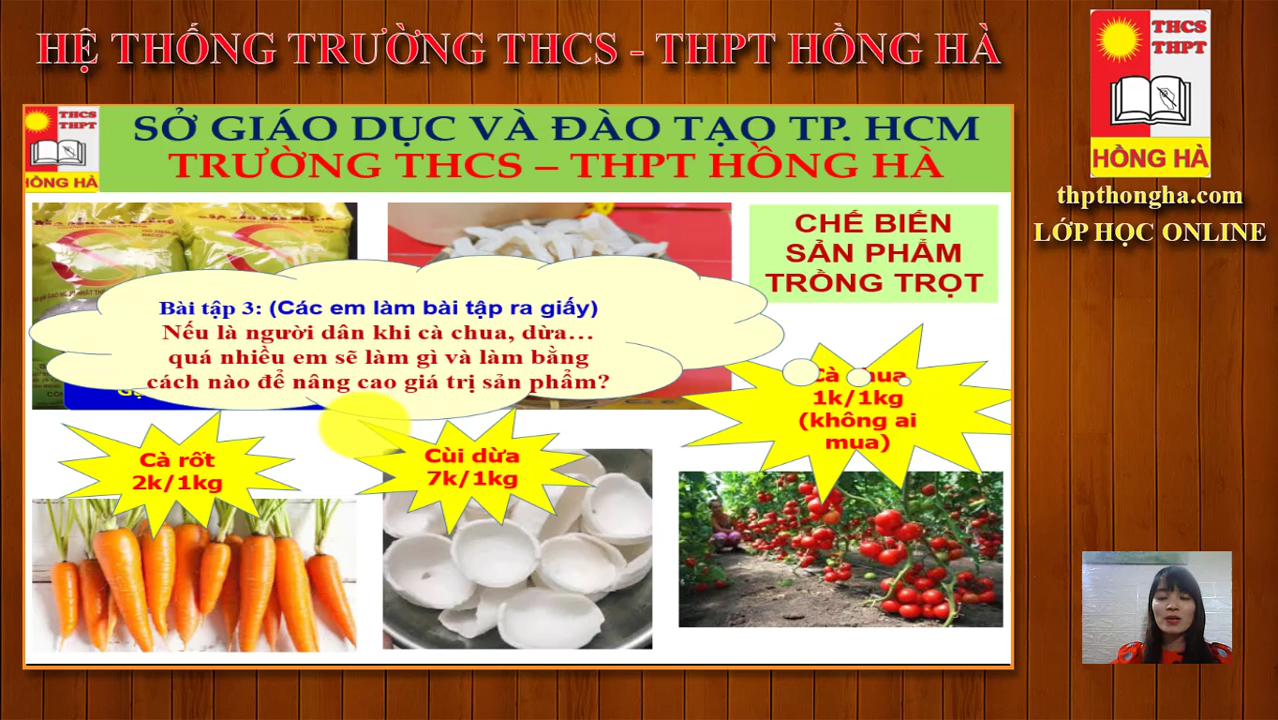 HỆ THỐNG TRƯỜNG THCS - THPT HỒNG HÀ
THCS
THPT
HỒNG HÀ
thpthongha.com
LỚP HỌC ONLINE
THCS
THPT
HỒNG HÀ
SỞ GIÁO DỤC VÀ ĐÀO TẠO TP. HCM
TRƯỜNG THCS – THPT HỒNG HÀ
CHẾ BIẾN
SẢN PHẨM
TRỒNG TRỌT
Bài tập 3: (Các em làm bài tập ra giấy)
Nếu là người dân khi cà chua, dừa…
quá nhiều em sẽ làm gì và làm bằng
cách nào để nâng cao giá trị sản phẩm?
Cà chua
1k/1kg
(không ai
mua)
Cà rốt
2k/1kg
Cùi dừa
7k/1kg